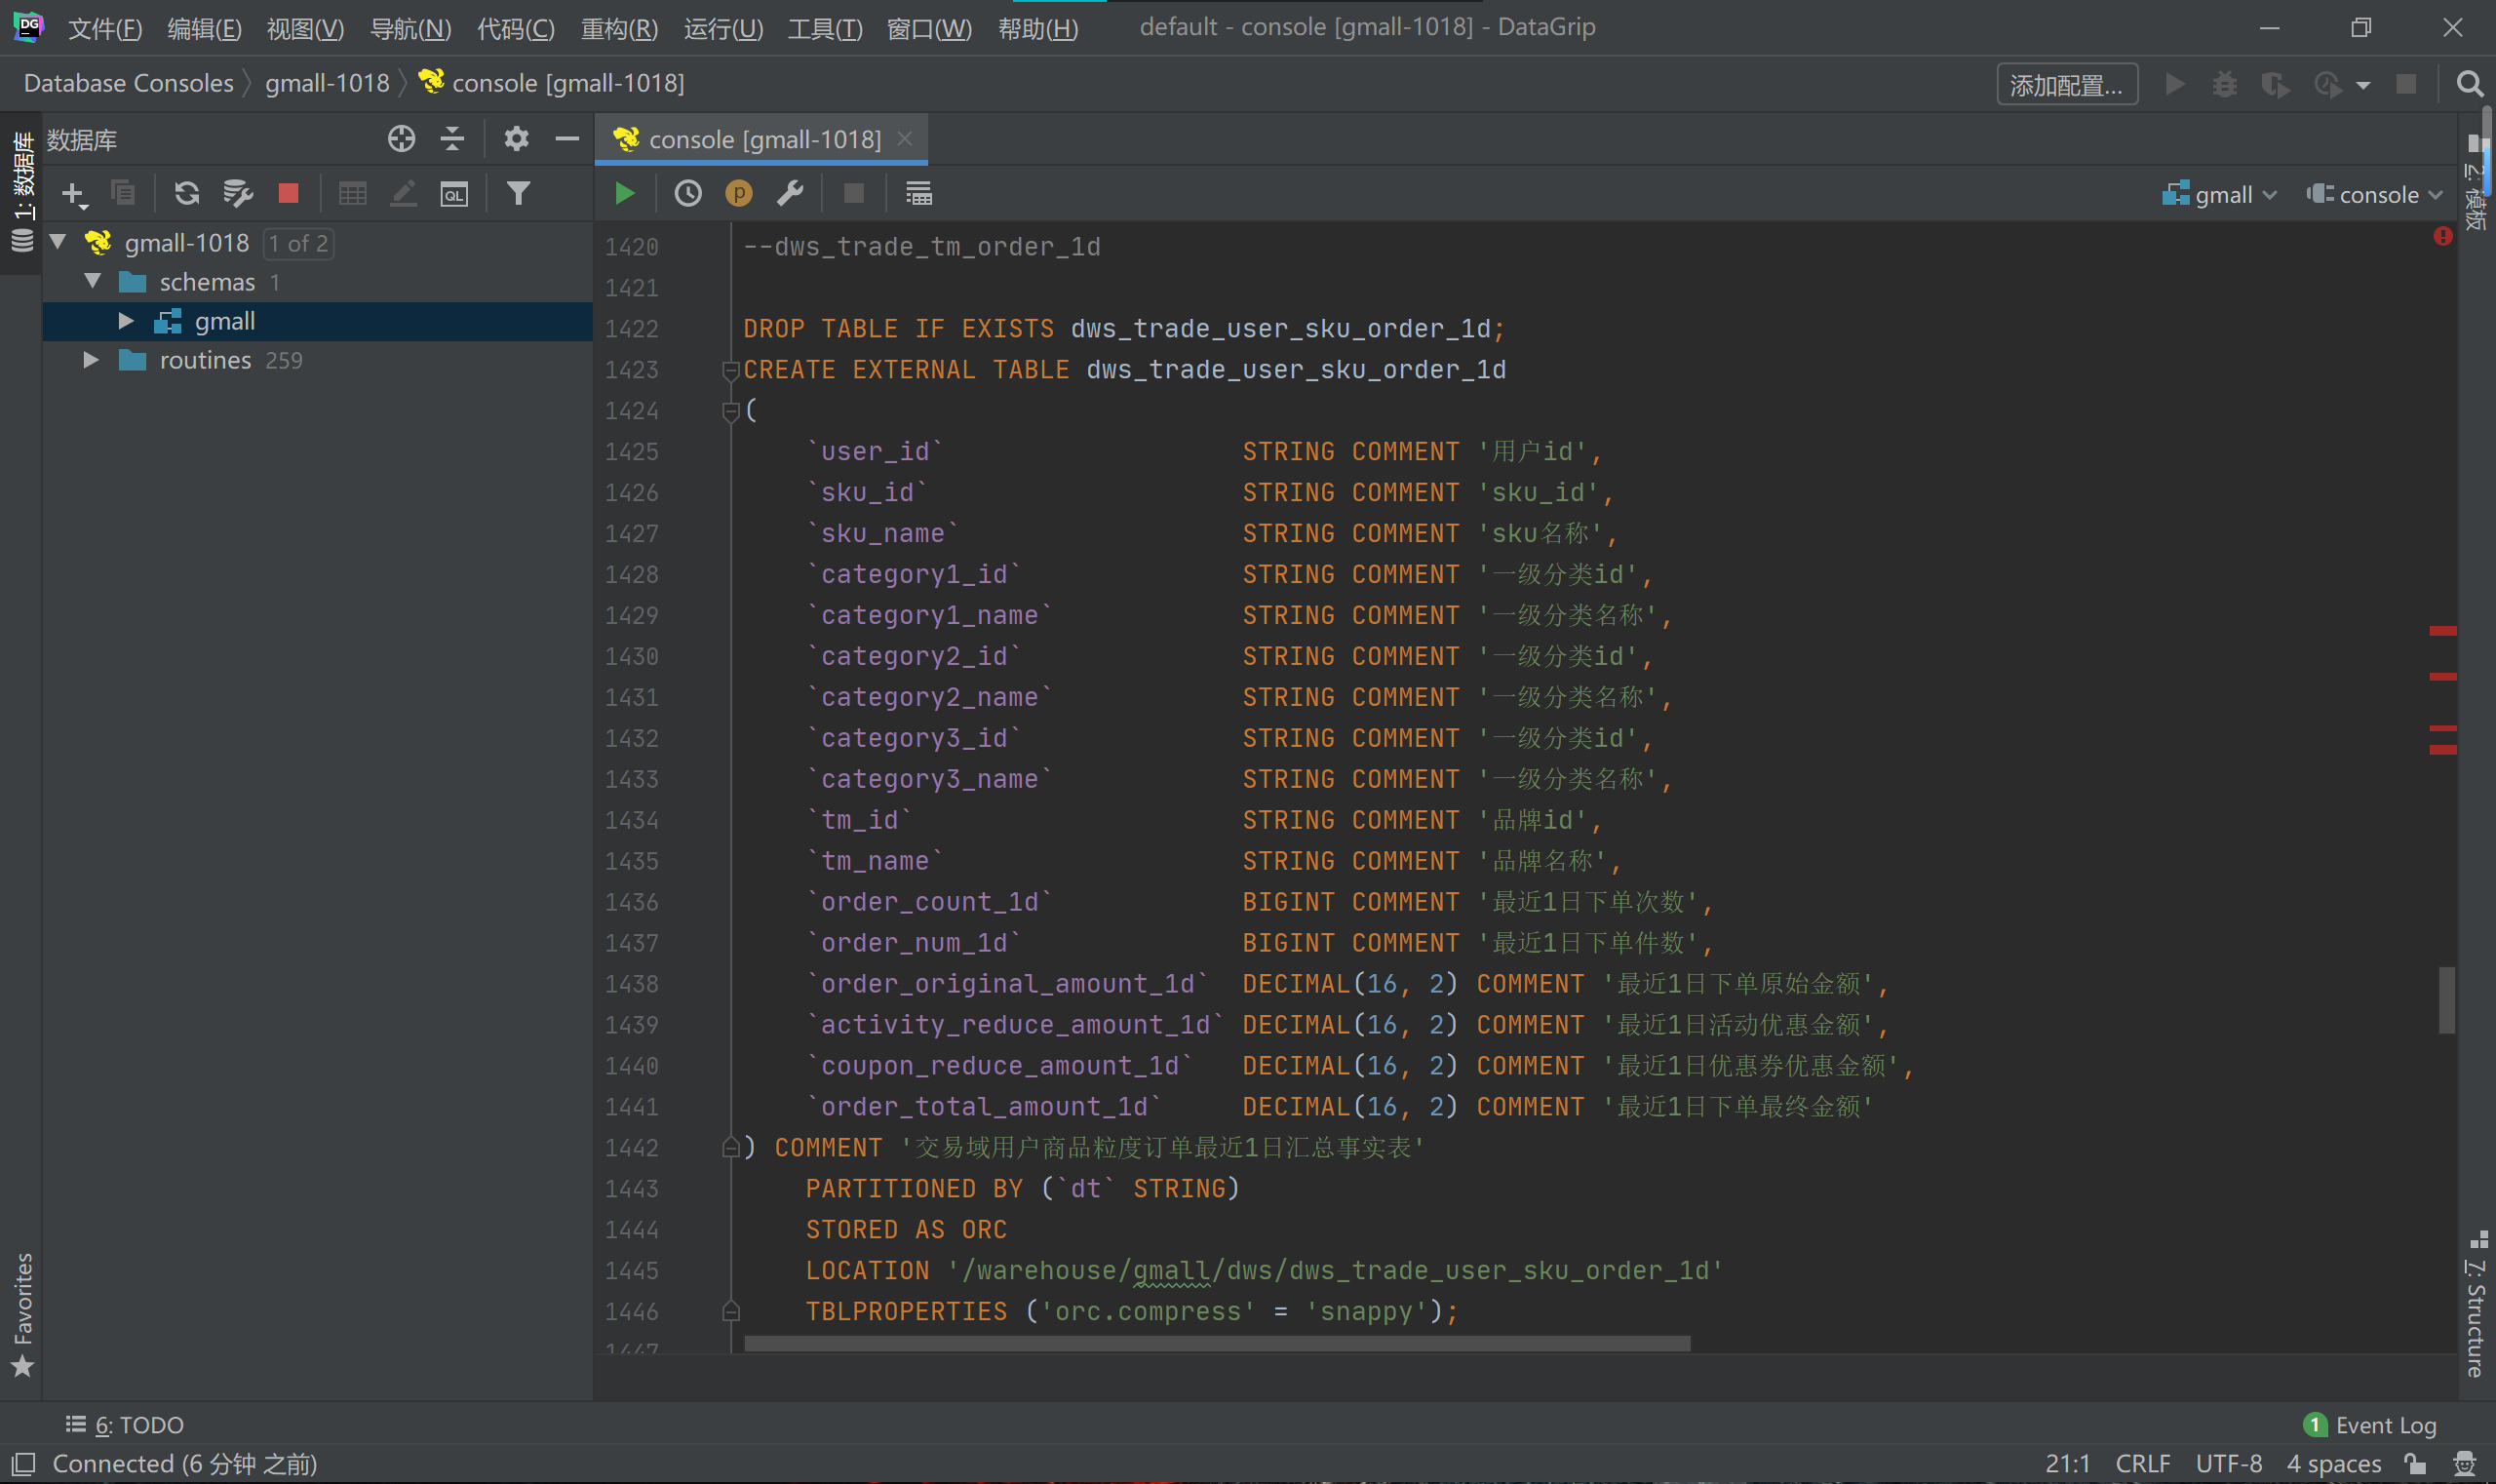 文件(F) 编辑(E) 视图(V) 导航(N) 代码(C) 重构(R) 运行(U) 工具(T) 窗口(W) 帮助(H) default - console [gmall-1018] - DataGrip
Database Consoles gmall-1018 console [gmall-1018] 添加配置...
1: 数据库
数据库
console [gmall-1018]
gmall console
2: 模板
gmall-1018 1 of 2
schemas 1
gmall
routines 259
1420 --dws_trade_tm_order_1d
1421
1422 DROP TABLE IF EXISTS dws_trade_user_sku_order_1d;
1423 CREATE EXTERNAL TABLE dws_trade_user_sku_order_1d
1424 (
1425 `user_id` STRING COMMENT '用户id',
1426 `sku_id` STRING COMMENT 'sku_id',
1427 `sku_name` STRING COMMENT 'sku名称',
1428 `category1_id` STRING COMMENT '一级分类id',
1429 `category1_name` STRING COMMENT '一级分类名称',
1430 `category2_id` STRING COMMENT '一级分类id',
1431 `category2_name` STRING COMMENT '一级分类名称',
1432 `category3_id` STRING COMMENT '一级分类id',
1433 `category3_name` STRING COMMENT '一级分类名称',
1434 `tm_id` STRING COMMENT '品牌id',
1435 `tm_name` STRING COMMENT '品牌名称',
1436 `order_count_1d` BIGINT COMMENT '最近1日下单次数',
1437 `order_num_1d` BIGINT COMMENT '最近1日下单件数',
1438 `order_original_amount_1d` DECIMAL(16, 2) COMMENT '最近1日下单原始金额',
1439 `activity_reduce_amount_1d` DECIMAL(16, 2) COMMENT '最近1日活动优惠金额',
1440 `coupon_reduce_amount_1d` DECIMAL(16, 2) COMMENT '最近1日优惠券优惠金额',
1441 `order_total_amount_1d` DECIMAL(16, 2) COMMENT '最近1日下单最终金额'
1442 ) COMMENT '交易域用户商品粒度订单最近1日汇总事实表'
1443 PARTITIONED BY (`dt` STRING)
1444 STORED AS ORC
1445 LOCATION '/warehouse/gmall/dws/dws_trade_user_sku_order_1d'
1446 TBLPROPERTIES ('orc.compress' = 'snappy');
1447
Favorites
7: Structure
6: TODO
1 Event Log
Connected (6 分钟 之前) 21:1 CRLF UTF-8 4 spaces